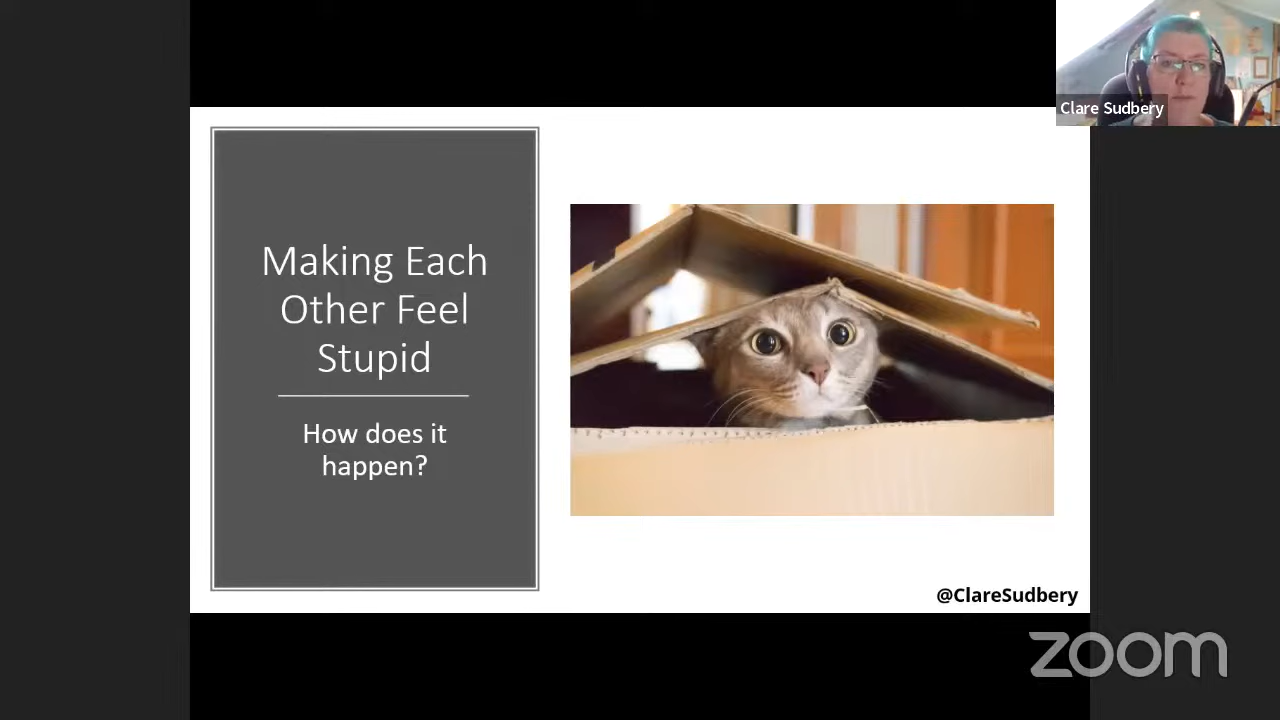 Clare Sudbery
Making Each
Other Feel
Stupid
How does it
happen?
@ClareSudbery
zoom